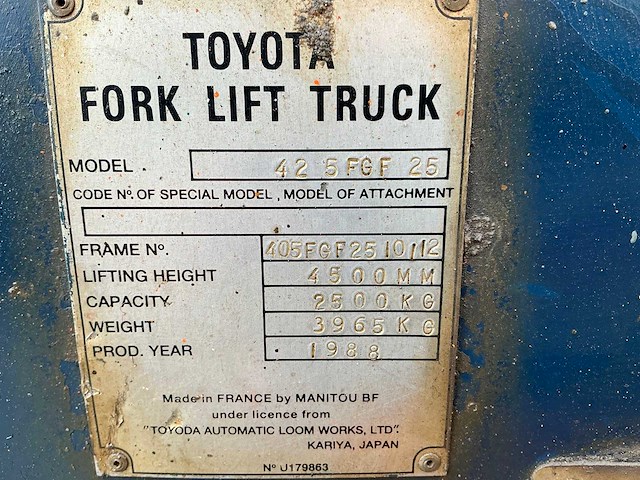 TOYOTA
FORK LIFT TRUCK
MODEL 42 5FGF 25
CODE Nº. OF SPECIAL MODEL, MODEL OF ATTACHMENT
FRAME Nº. 405FGF25
LIFTING HEIGHT 4500MM
CAPACITY 2500KG
WEIGHT 3965KG
PROD. YEAR 1988
Made in FRANCE by MANITOU BF
under licence from
"TOYODA AUTOMATIC LOOM WORKS, LTD".
KARIYA, JAPAN
Nº U179863